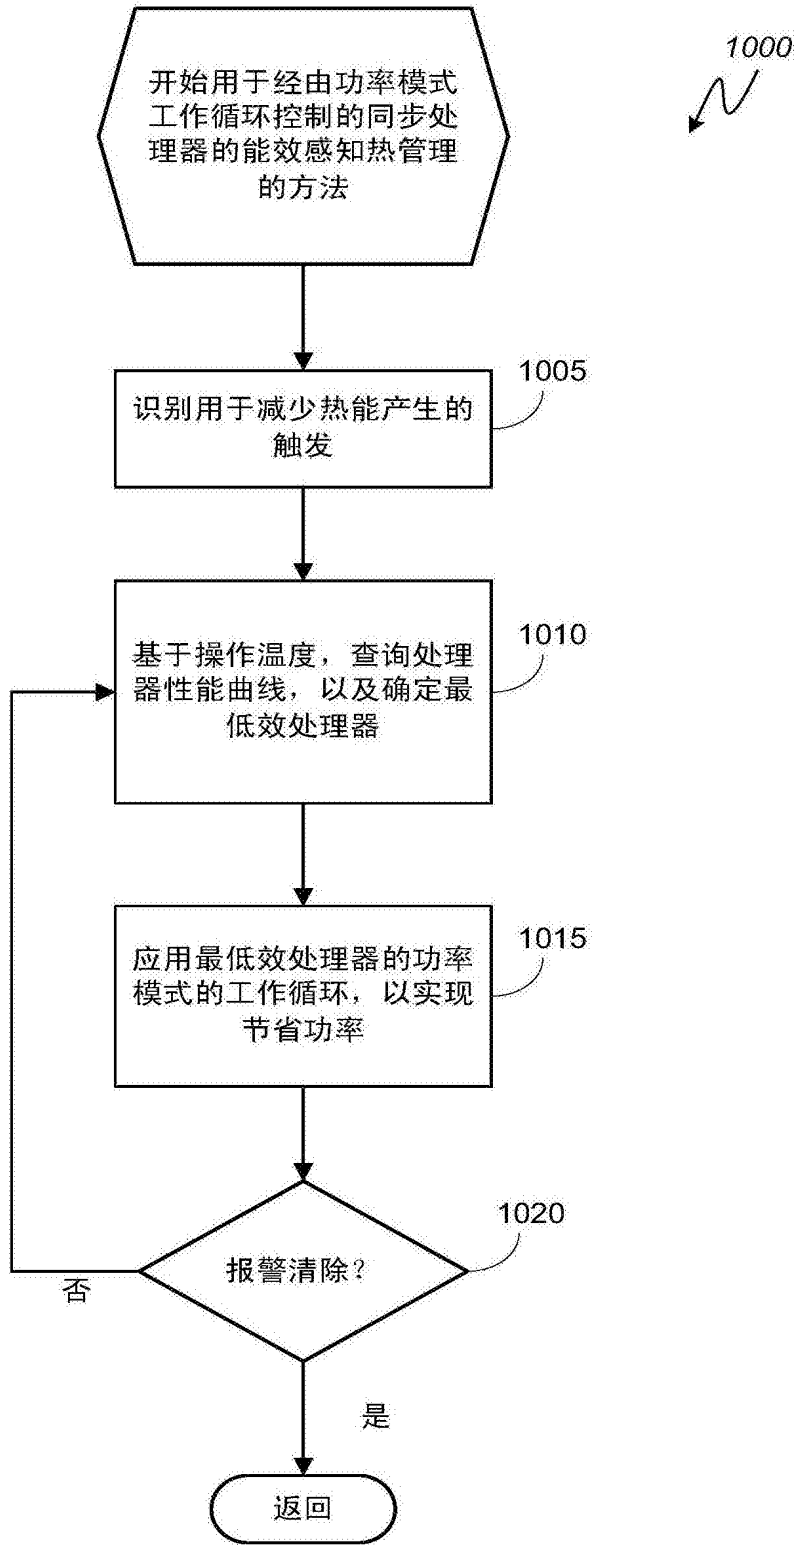 1000
开始用于经由功率模式
工作循环控制的同步处
理器的能效感知热管理
的方法
1005
识别用于减少热能产生的
触发
1010
基于操作温度，查询处理
器性能曲线，以及确定最
低效处理器
1015
应用最低效处理器的功率
模式的工作循环，以实现
节省功率
1020
报警清除？
否
是
返回